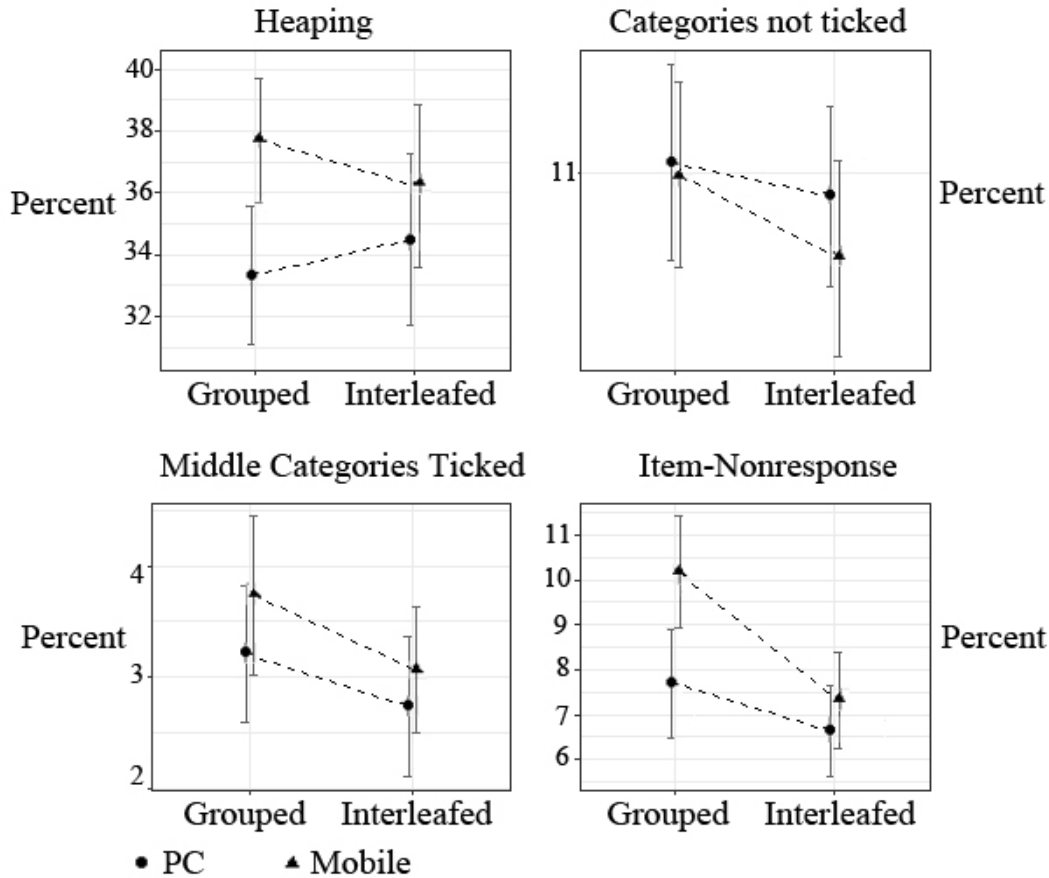 Heaping
Percent
40
38
36
34
32
Grouped Interleafed
Categories not ticked
11
Percent
Grouped Interleafed
Middle Categories Ticked
Percent
4
3
2
Grouped Interleafed
Item-Nonresponse
11
10
9
8
7
6
Percent
Grouped Interleafed
PC Mobile